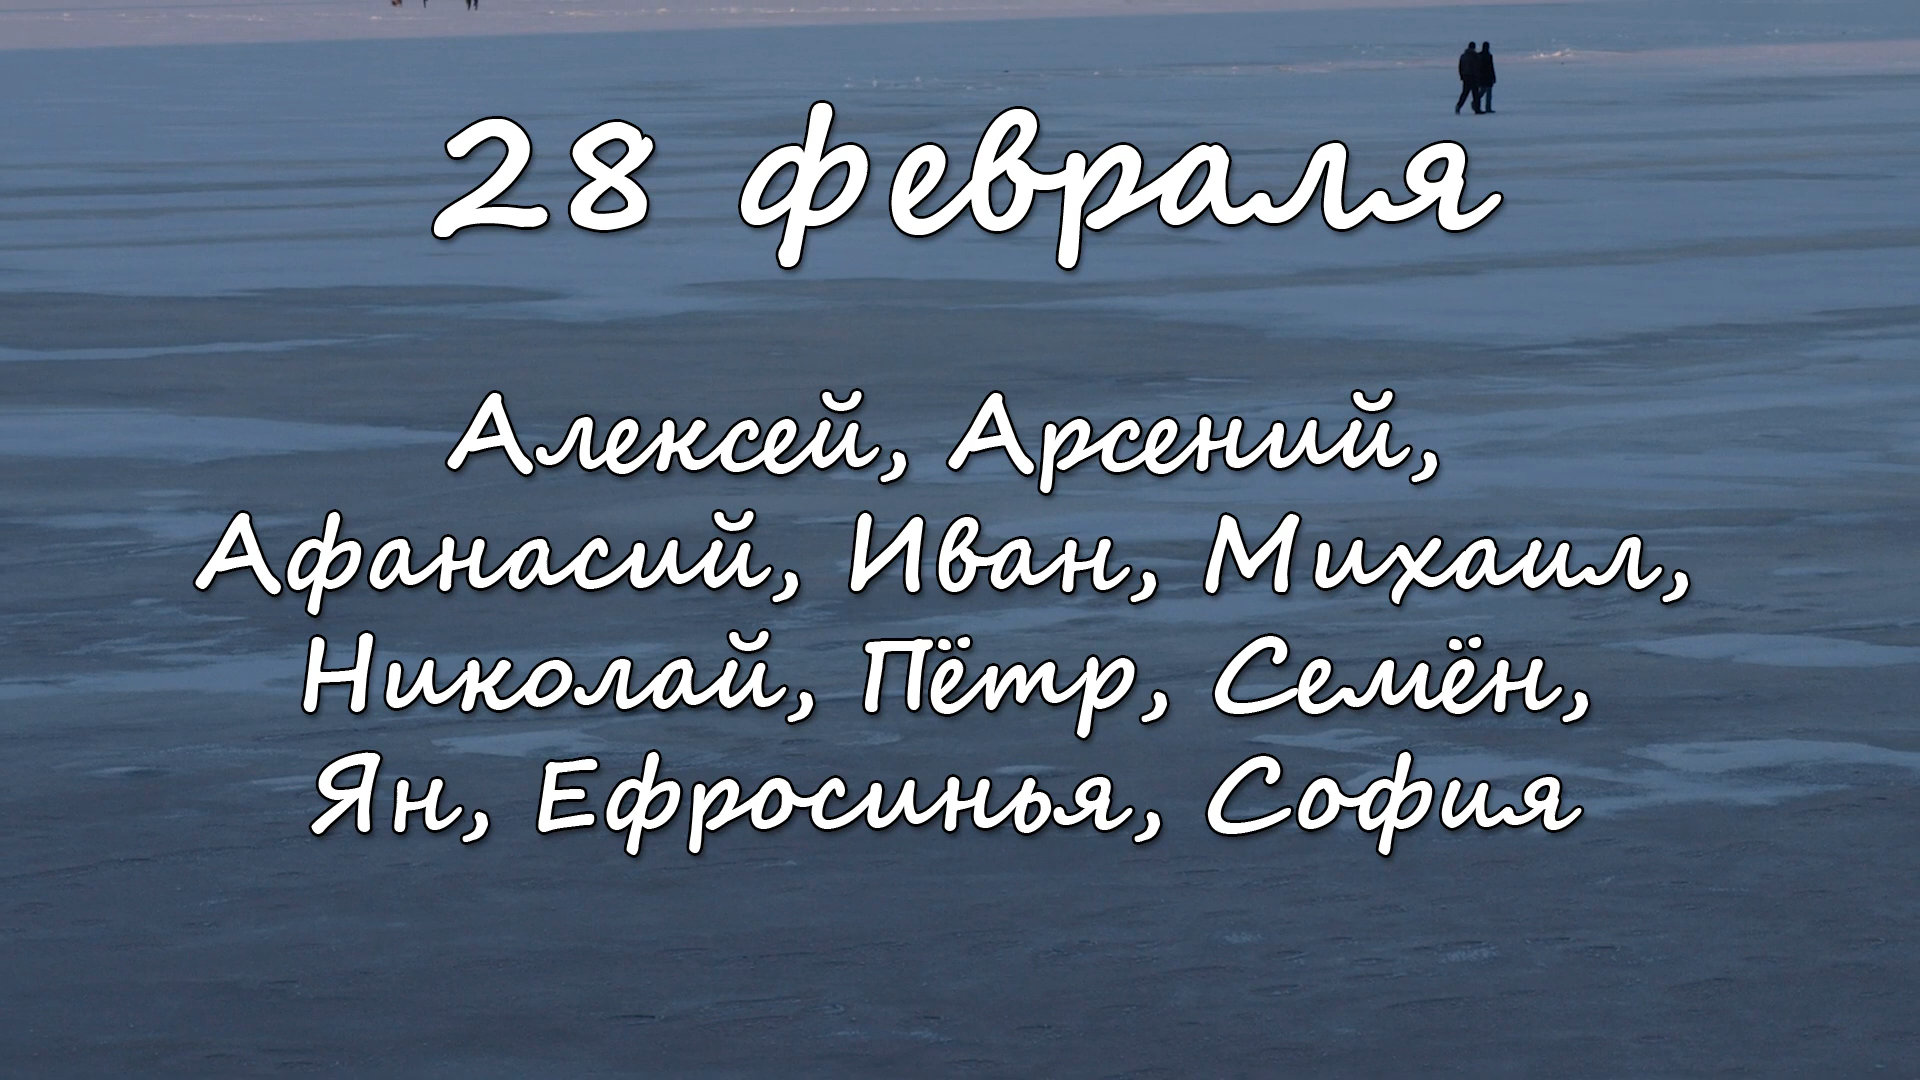 28 февраля
Алексей, Арсений,
Афанасий, Иван, Михаил,
Николай, Пётр, Семён,
Ян, Ефросинья, София